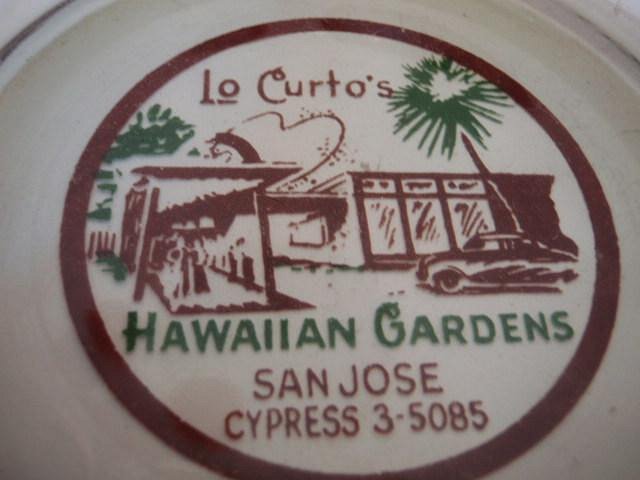 Lo Curto's
HAWAIIAN GARDENS
SAN JOSE
CYPRESS 3-5085